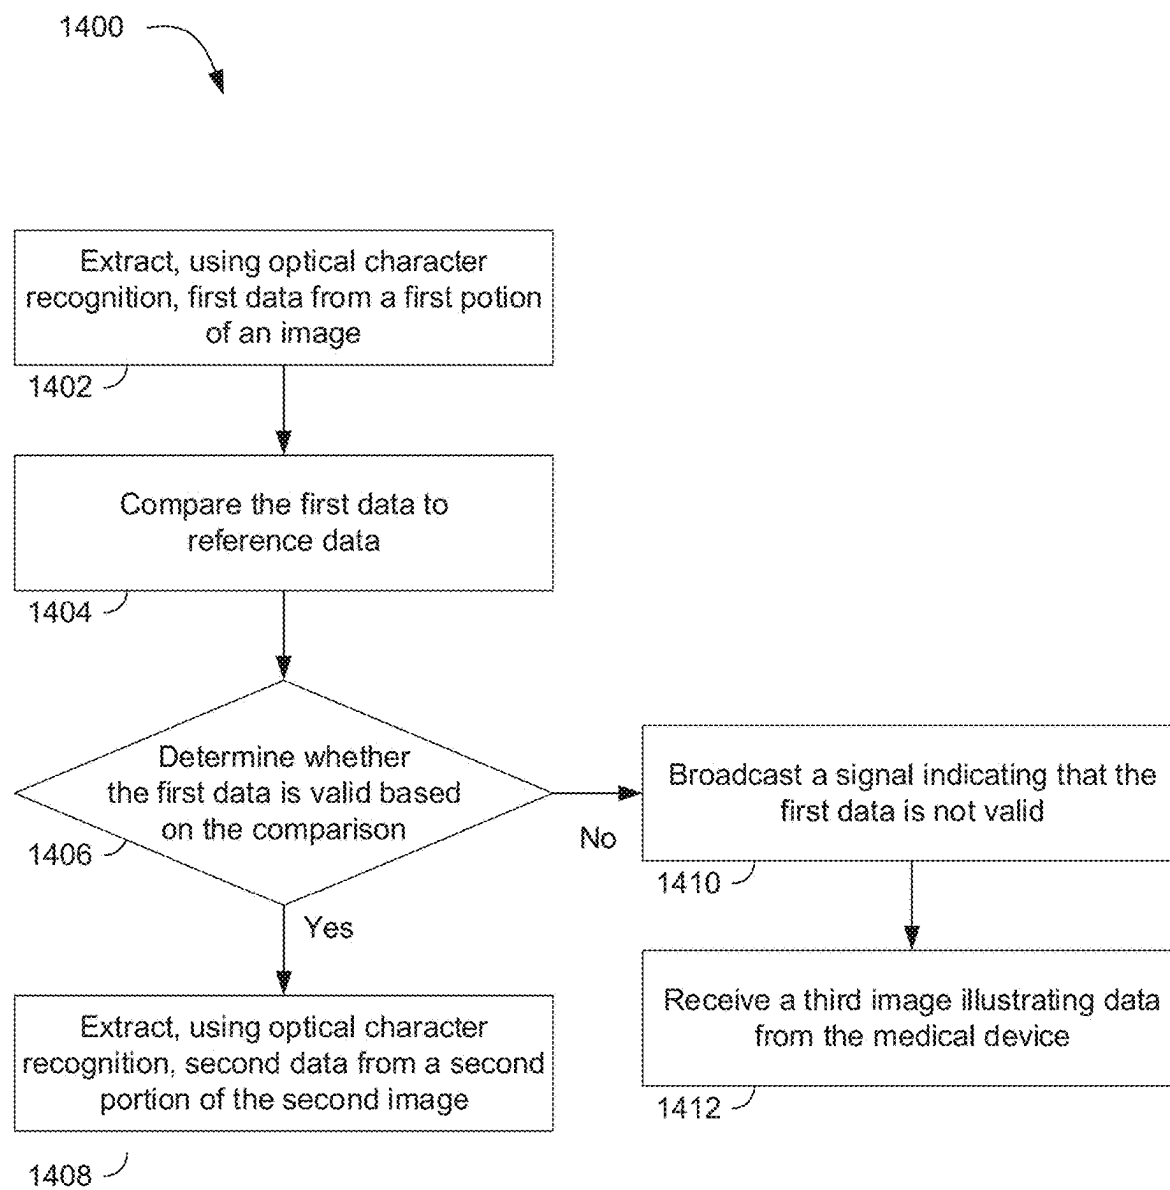 1400
Extract, using optical character
recognition, first data from a first potion
of an image
1402
Compare the first data to
reference data
1404
Determine whether
the first data is valid based
on the comparison
1406
No
Yes
Broadcast a signal indicating that the
first data is not valid
1410
Extract, using optical character
recognition, second data from a second
portion of the second image
1408
Receive a third image illustrating data
from the medical device
1412